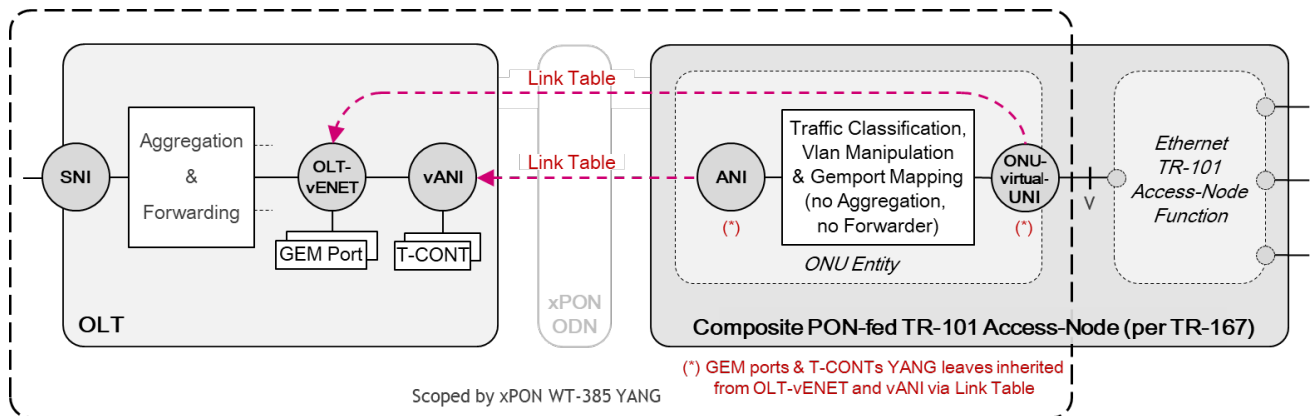 Link Table
Aggregation
&
Forwarding
SNI
OLT-
vENET
vANI
Link Table
GEM Port
T-CONT
OLT
xPON
ODN
ANI
(*)
Traffic Classification,
Vlan Manipulation
& Gemport Mapping
(no Aggregation,
no Forwarder)
ONU-
virtual-
UNI
(*)
ONU Entity
V
Ethernet
TR-101
Access-Node
Function
Composite PON-fed TR-101 Access-Node (per TR-167)
(*) GEM ports & T-CONTs YANG leaves inherited
from OLT-vENET and vANI via Link Table
Scoped by xPON WT-385 YANG